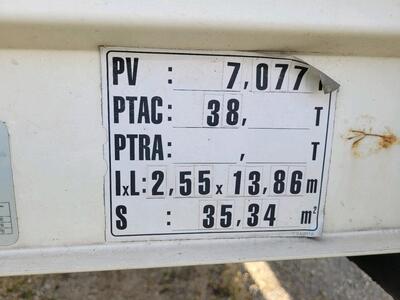 PV : 7,077
PTAC: 38, T
PTRA: , T
IxL: 2,55 x 13,86 m
S : 35,34 m²